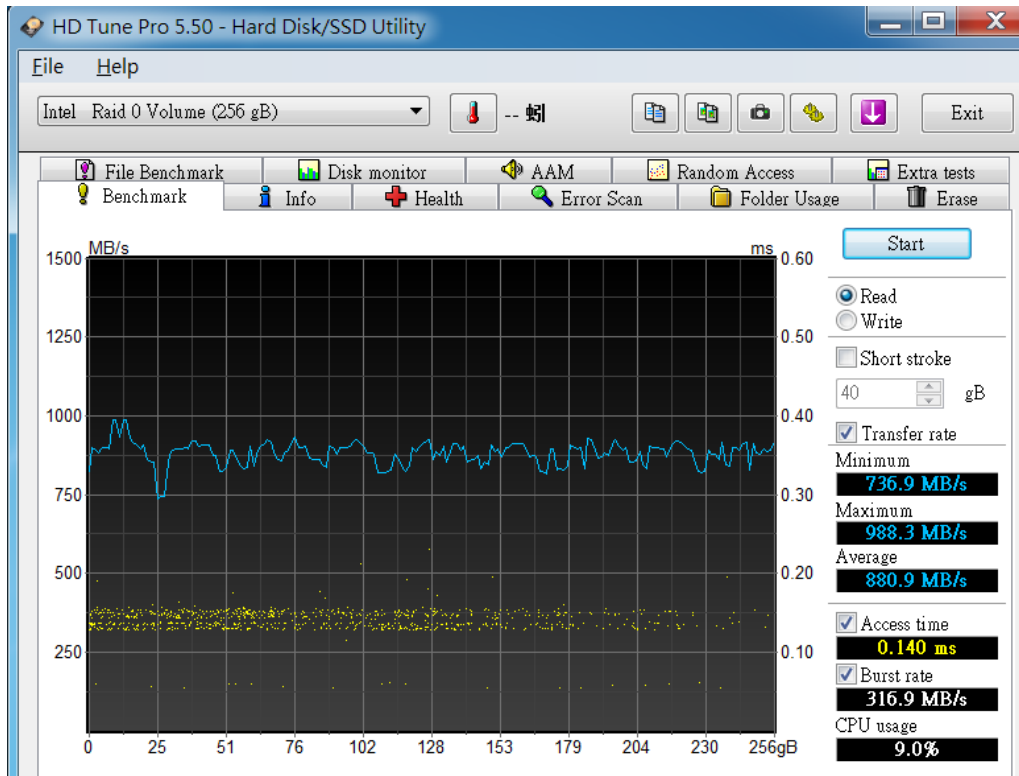 HD Tune Pro 5.50 - Hard Disk/SSD Utility
File Help
Intel Raid 0 Volume (256 gB)
-- 蚓
Exit
File Benchmark Disk monitor AAM Random Access Extra tests
Benchmark Info Health Error Scan Folder Usage Erase
MB/s ms
1500 0.60
1250 0.50
1000 0.40
750 0.30
500 0.20
250 0.10
0 25 51 76 102 128 153 179 204 230 256gB
Start
Read
Write
Short stroke
40 gB
Transfer rate
Minimum
736.9 MB/s
Maximum
988.3 MB/s
Average
880.9 MB/s
Access time
0.140 ms
Burst rate
316.9 MB/s
CPU usage
9.0%